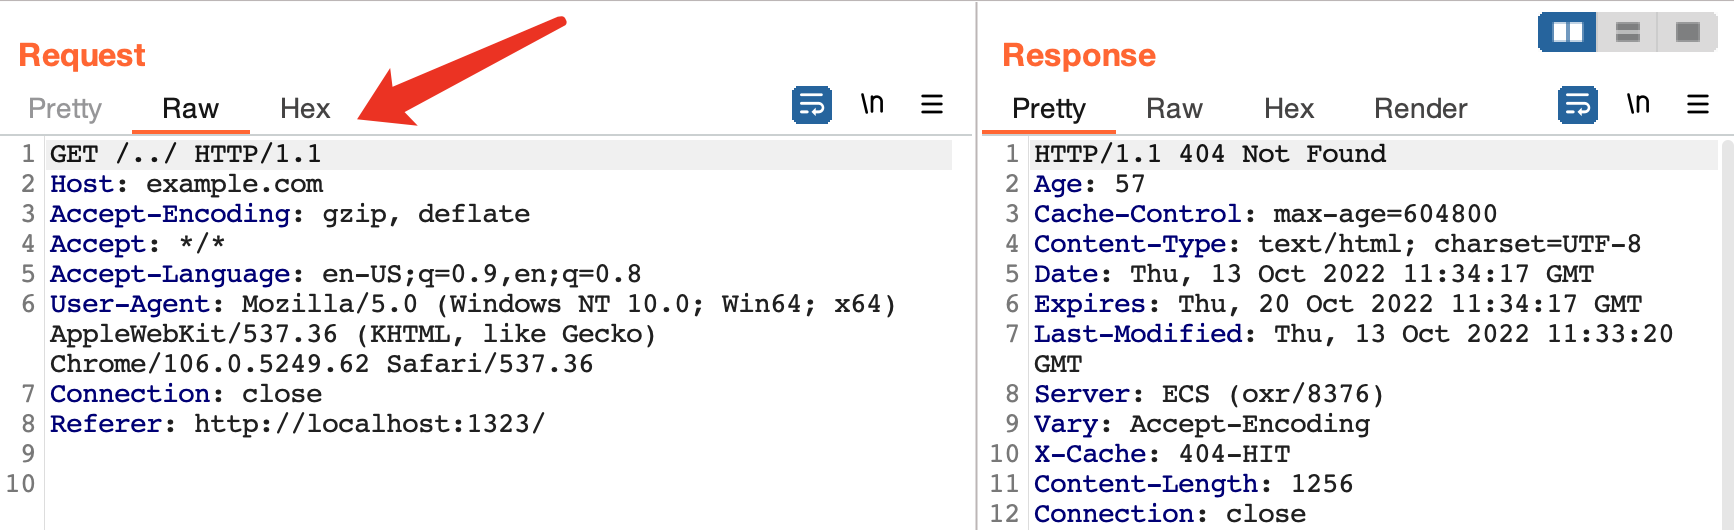 Request
Pretty Raw Hex \n
1 GET /../ HTTP/1.1
2 Host: example.com
3 Accept-Encoding: gzip, deflate
4 Accept: */*
5 Accept-Language: en-US;q=0.9,en;q=0.8
6 User-Agent: Mozilla/5.0 (Windows NT 10.0; Win64; x64)
AppleWebKit/537.36 (KHTML, like Gecko)
Chrome/106.0.5249.62 Safari/537.36
7 Connection: close
8 Referer: http://localhost:1323/
9
10
Response
Pretty Raw Hex Render \n
1 HTTP/1.1 404 Not Found
2 Age: 57
3 Cache-Control: max-age=604800
4 Content-Type: text/html; charset=UTF-8
5 Date: Thu, 13 Oct 2022 11:34:17 GMT
6 Expires: Thu, 20 Oct 2022 11:34:17 GMT
7 Last-Modified: Thu, 13 Oct 2022 11:33:20
GMT
8 Server: ECS (oxr/8376)
9 Vary: Accept-Encoding
10 X-Cache: 404-HIT
11 Content-Length: 1256
12 Connection: close